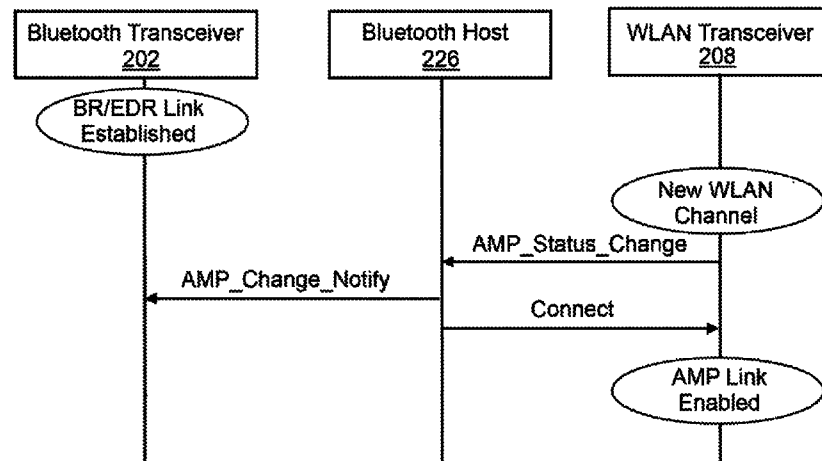 Bluetooth Transceiver
202
Bluetooth Host
226
WLAN Transceiver
208
BR/EDR Link
Established
New WLAN
Channel
AMP_Status_Change
AMP_Change_Notify
Connect
AMP Link
Enabled